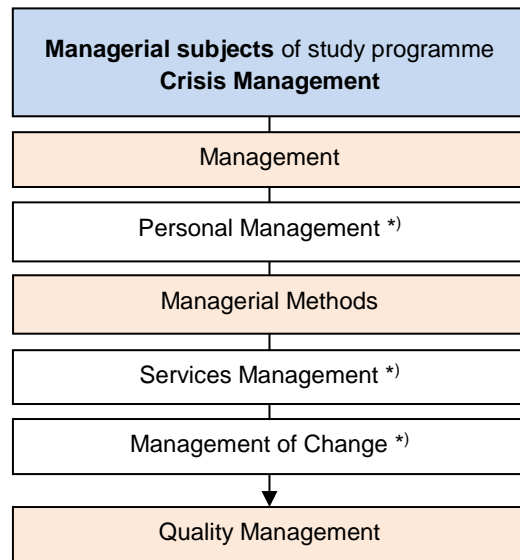 Managerial subjects of study programme
Crisis Management
Management
Personal Management *)
Managerial Methods
Services Management *)
Management of Change *)
Quality Management